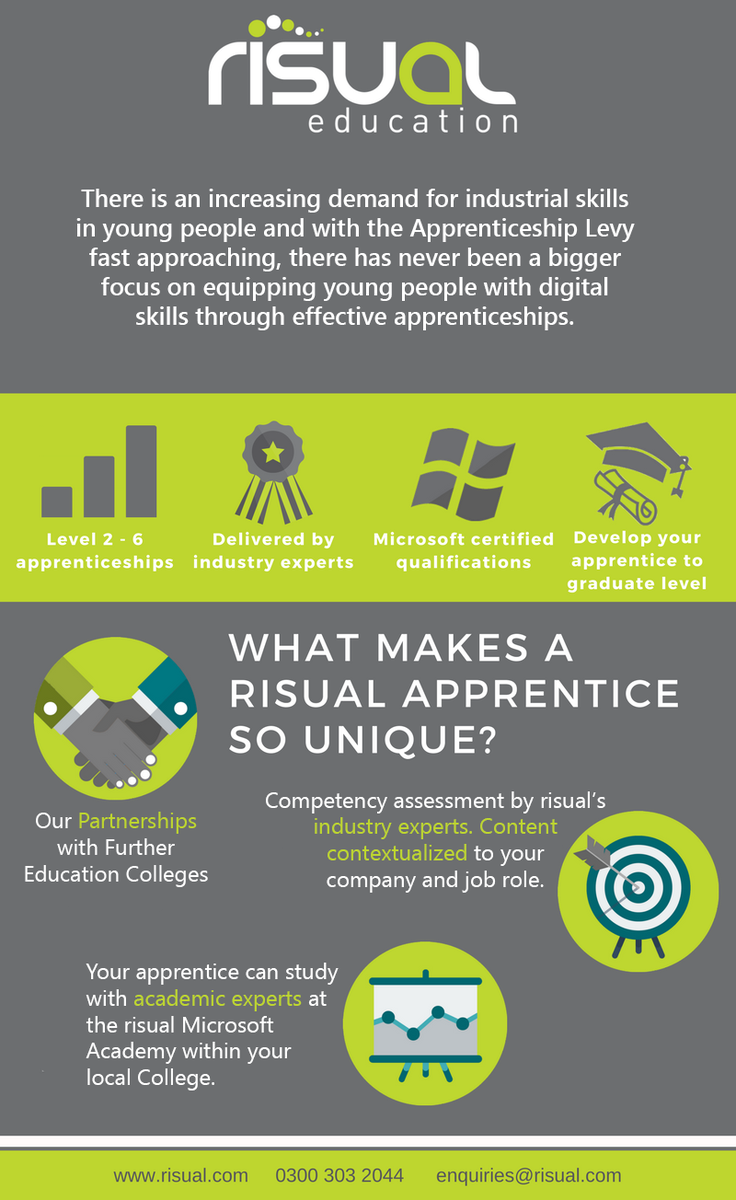 risual
education
There is an increasing demand for industrial skills
in young people and with the Apprenticeship Levy
fast approaching, there has never been a bigger
focus on equipping young people with digital
skills through effective apprenticeships.
Level 2 - 6
apprenticeships
Delivered by
industry experts
Microsoft certified
qualifications
Develop your
apprentice to
graduate level
WHAT MAKES A
RISUAL APPRENTICE
SO UNIQUE?
Our Partnerships
with Further
Education Colleges
Competency assessment by risual's
industry experts. Content
contextualized to your
company and job role.
Your apprentice can study
with academic experts at
the risual Microsoft
Academy within your
local College.
www.risual.com 0300 303 2044 enquiries@risual.com